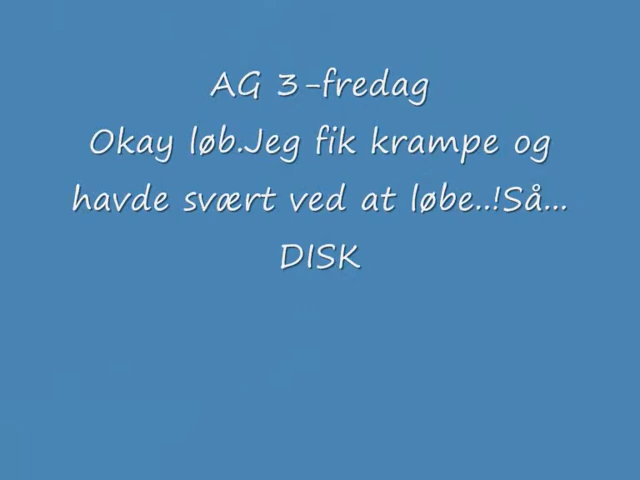 AG 3-fredag
Okay løb.Jeg fik krampe og
havde svært ved at løbe..!Så...
DISK